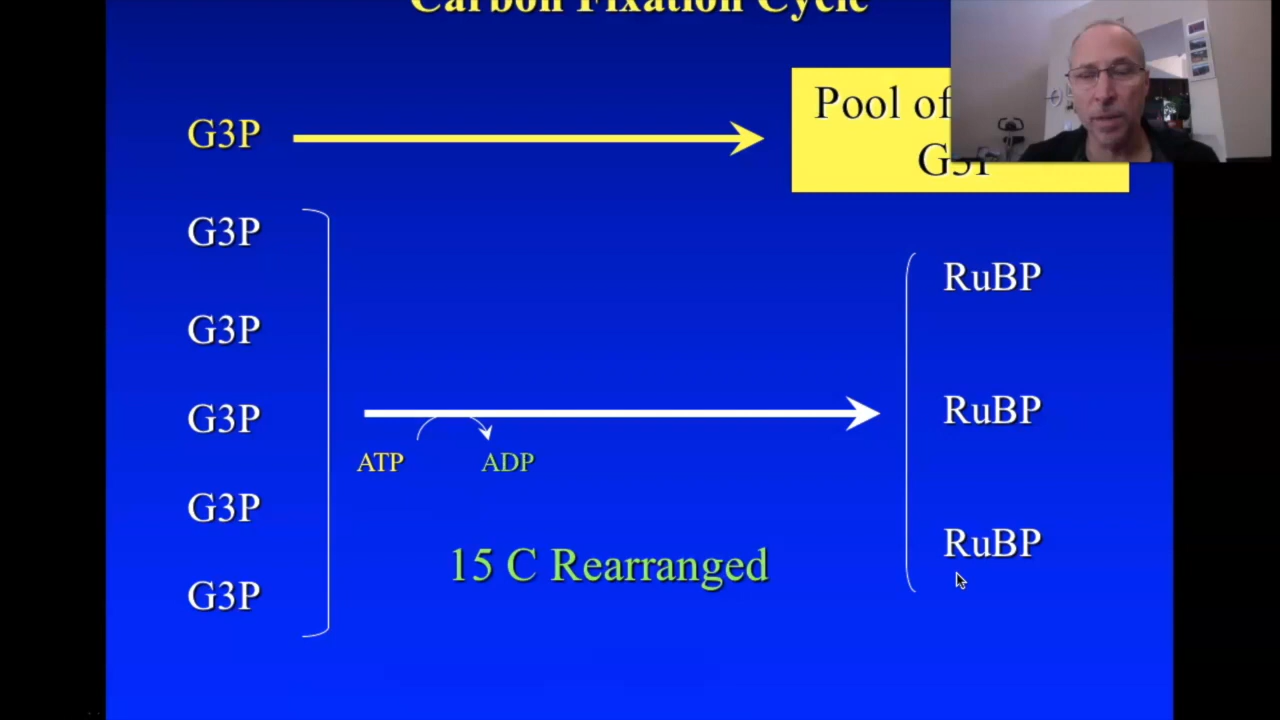 Carbon Fixation Cycle
G3P
Pool of
G3P
G3P
G3P
G3P
G3P
G3P
RuBP
RuBP
RuBP
ATP
ADP
15 C Rearranged